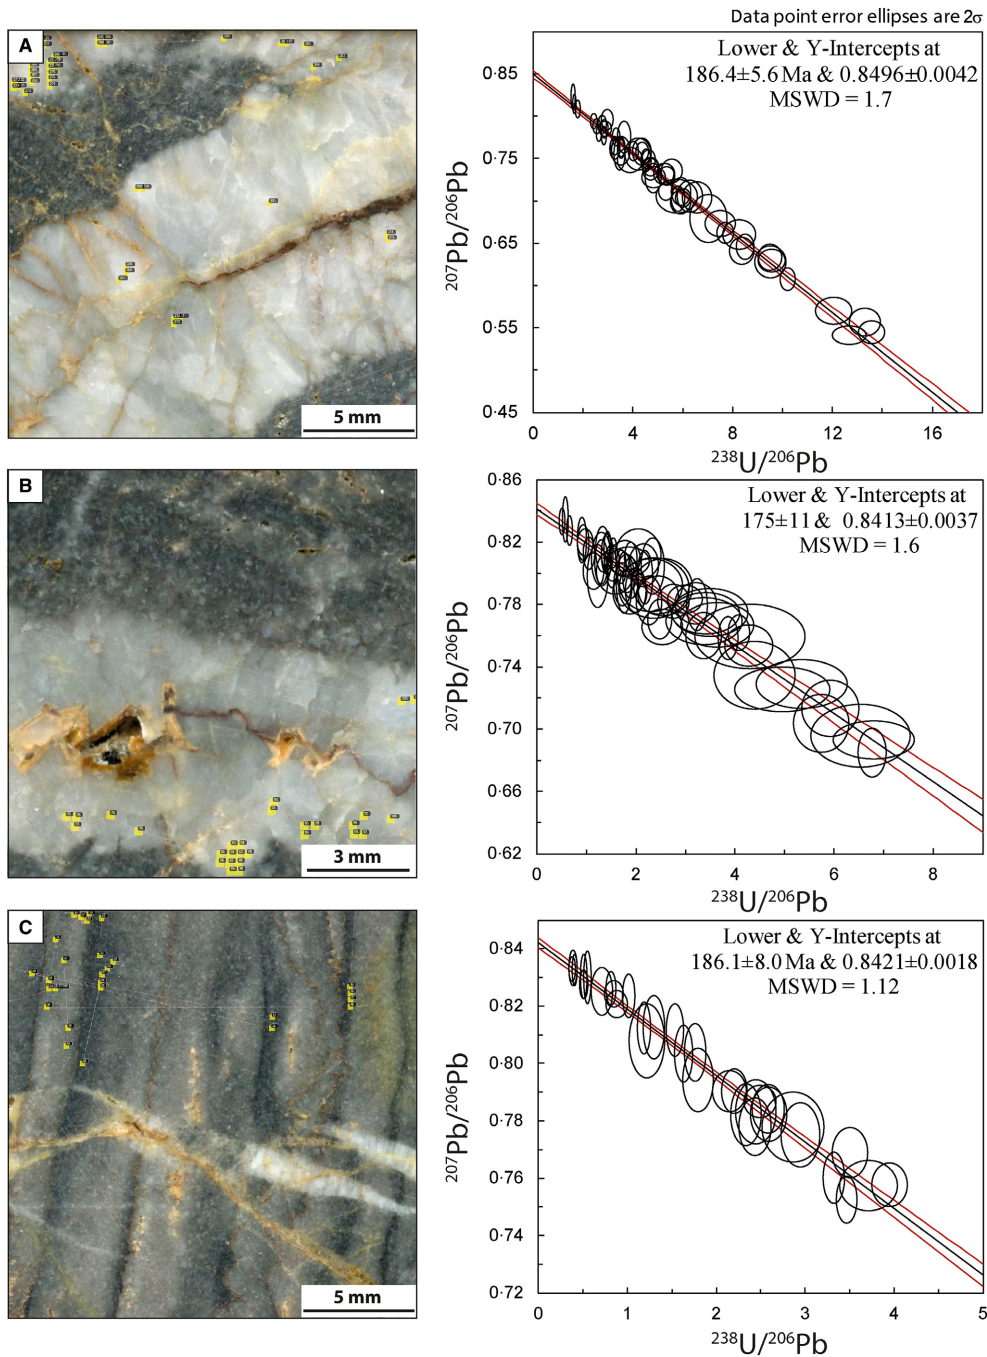 Data point error ellipses are 2σ
A
5 mm
Lower & Y-Intercepts at
186.4±5.6 Ma & 0.8496±0.0042
MSWD = 1.7
0·85
0·75
0·65
0·55
0·45
207Pb/206Pb
0 4 8 12 16
238U/206Pb
B
3 mm
Lower & Y-Intercepts at
175±11 & 0.8413±0.0037
MSWD = 1.6
0·86
0·82
0·78
0·74
0·70
0·66
0·62
207Pb/206Pb
0 2 4 6 8
238U/206Pb
C
5 mm
Lower & Y-Intercepts at
186.1±8.0 Ma & 0.8421±0.0018
MSWD = 1.12
0·84
0·82
0·80
0·78
0·76
0·74
0·72
207Pb/206Pb
0 1 2 3 4 5
238U/206Pb